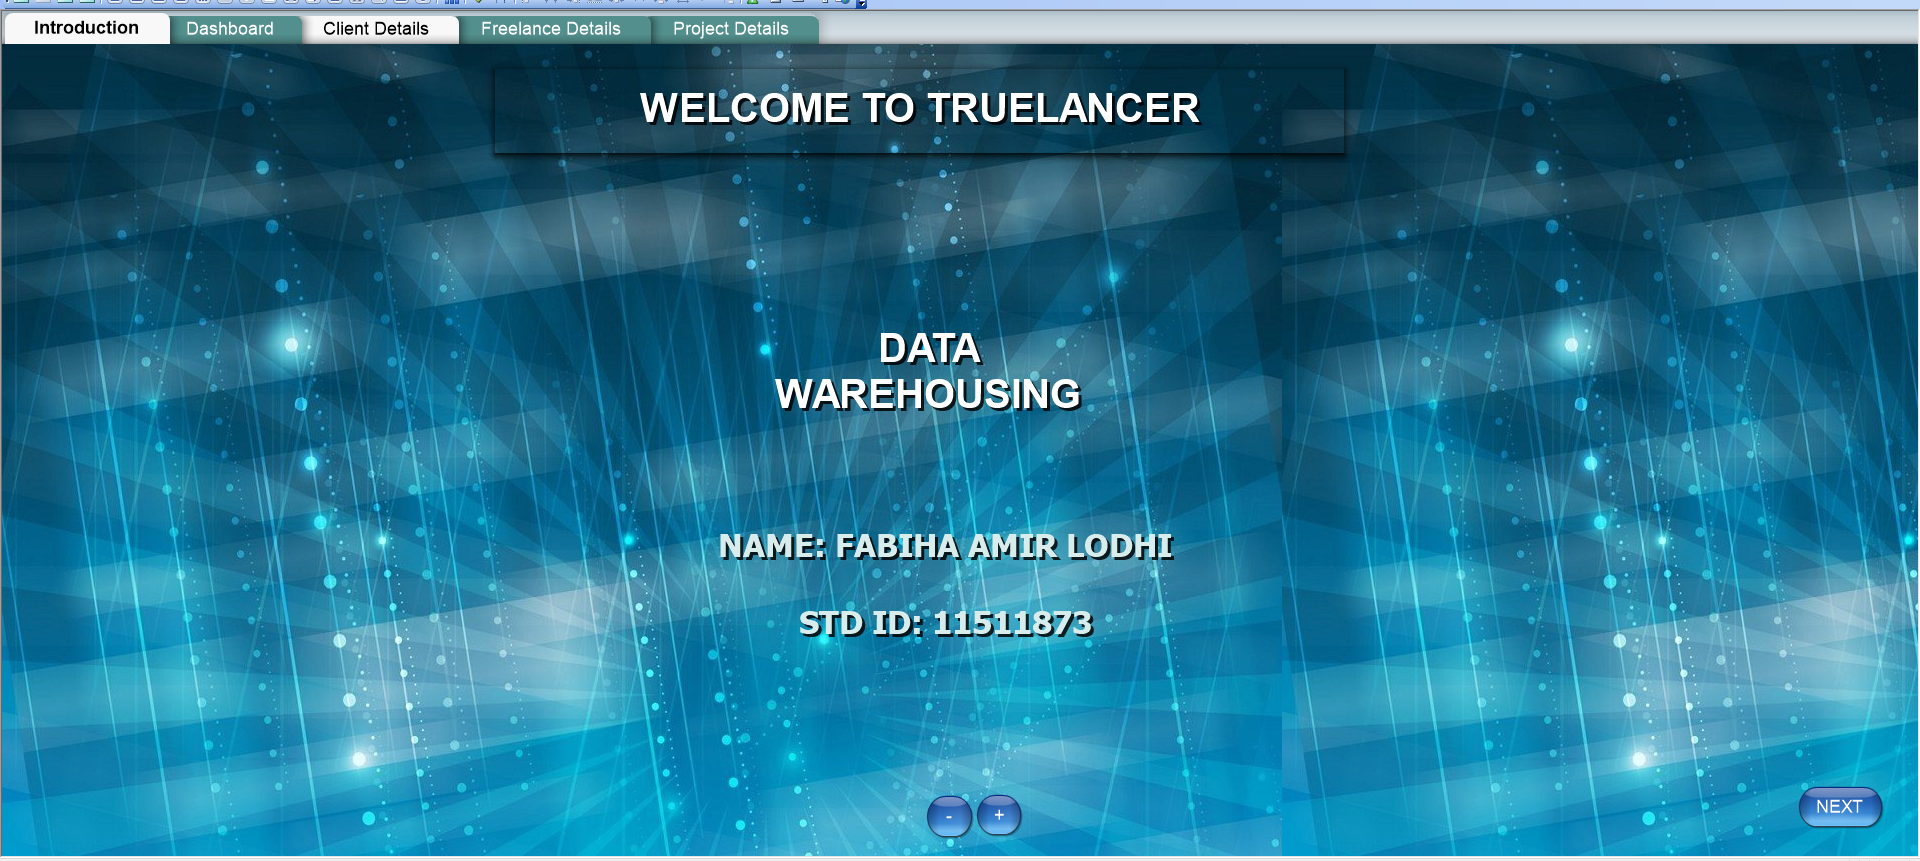 Introduction
Dashboard
Client Details
Freelance Details
Project Details
WELCOME TO TRUELANCER
DATA
WAREHOUSING
NAME: FABIHA AMIR LODHI
STD ID: 11511873
- +
NEXT